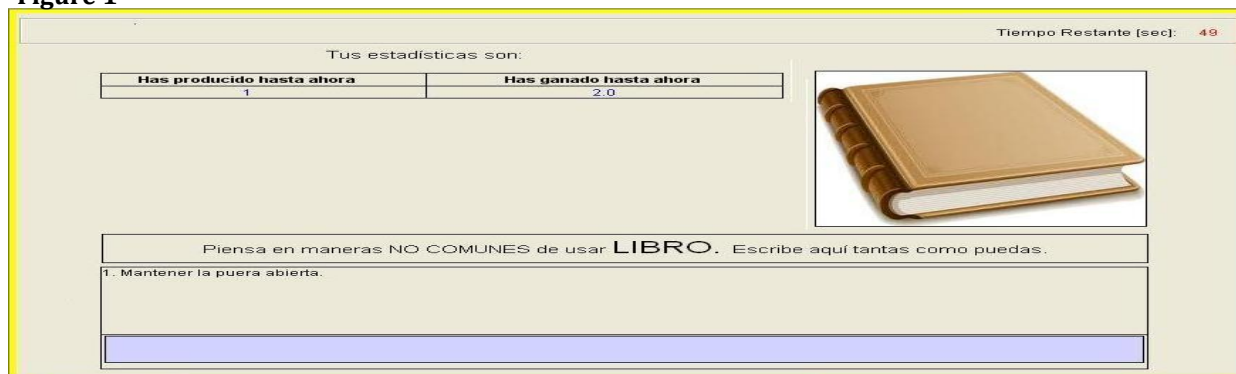 Figure 1
Tiempo Restante [sec]: 49
Tus estadísticas son:
Has producido hasta ahora Has ganado hasta ahora
1 2.0
Piensa en maneras NO COMUNES de usar LIBRO. Escribe aquí tantas como puedas.
1. Mantener la puera abierta.